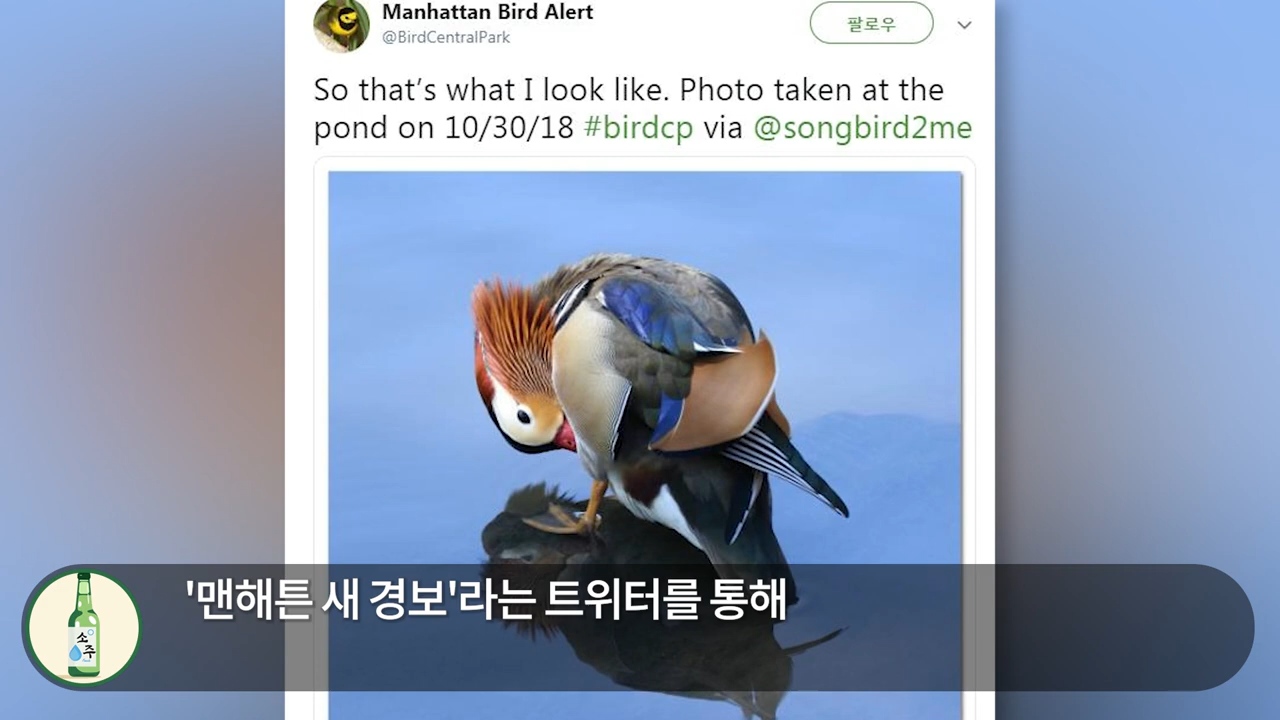 Manhattan Bird Alert
@BirdCentralPark
팔로우
So that's what I look like. Photo taken at the
pond on 10/30/18 #birdcp via @songbird2me
'맨해튼 새 경보'라는 트위터를 통해
소
주